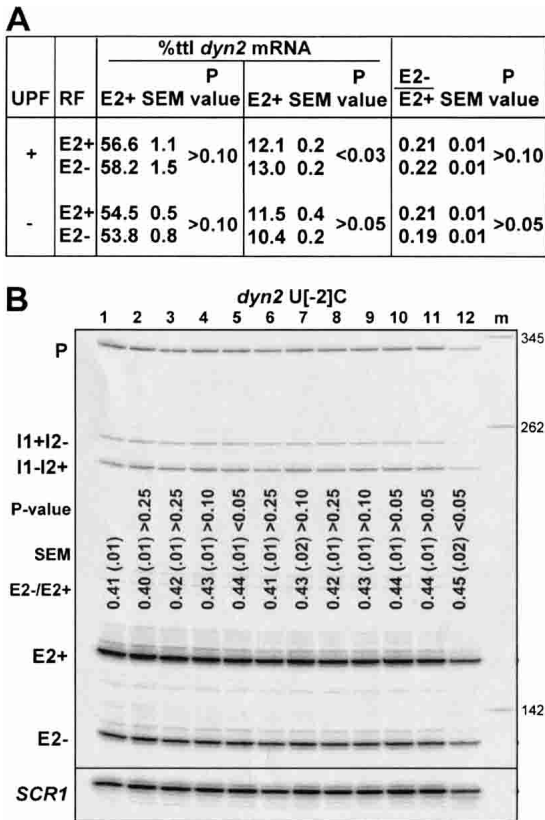 A
%ttl dyn2 mRNA
UPF RF E2+ SEM P value E2+ SEM P value E2-/E2+ SEM P value
+ E2+ 56.6 1.1 >0.10 12.1 0.2 <0.03 0.21 0.01 >0.10
E2- 58.2 1.5 13.0 0.2 0.22 0.01
- E2+ 54.5 0.5 >0.10 11.5 0.4 >0.05 0.21 0.01 >0.05
E2- 53.8 0.8 10.4 0.2 0.19 0.01
B
dyn2 U[-2]C
1 2 3 4 5 6 7 8 9 10 11 12 m
P
345
262
I1+I2-
I1-I2+
P-value >0.25 >0.25 >0.10 <0.05 >0.25 >0.10 >0.25 >0.10 >0.05 >0.05 <0.05
SEM (.01) (.01) (.01) (.01) (.01) (.01) (.02) (.01) (.01) (.01) (.01) (.02)
E2-/E2+ 0.41 0.40 0.42 0.43 0.44 0.41 0.43 0.42 0.43 0.44 0.44 0.45
E2+
142
E2-
SCR1